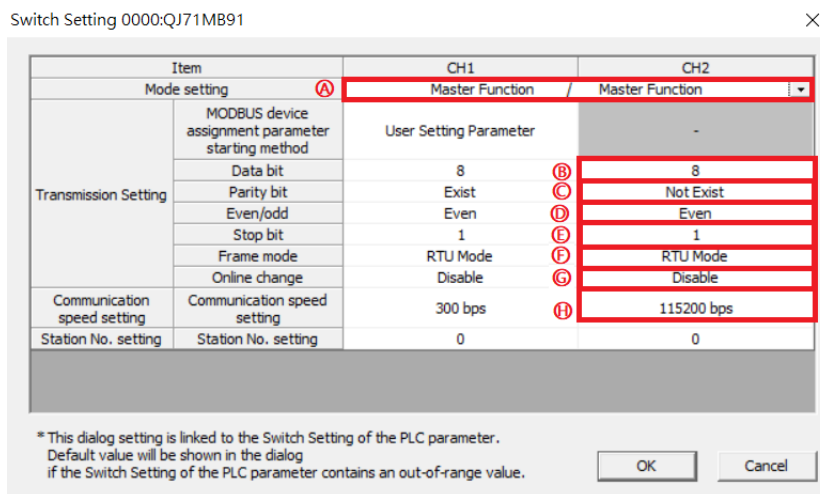 Switch Setting 0000:QJ71MB91
Item CH1 CH2
Mode setting Ⓐ Master Function / Master Function
MODBUS device
assignment parameter
starting method
User Setting Parameter -
Transmission Setting
Data bit 8 Ⓑ 8
Parity bit Exist Ⓒ Not Exist
Even/odd Even Ⓓ Even
Stop bit 1 Ⓔ 1
Frame mode RTU Mode Ⓕ RTU Mode
Online change Disable Ⓖ Disable
Communication
speed setting
Communication speed
setting
300 bps Ⓗ 115200 bps
Station No. setting Station No. setting 0 0
* This dialog setting is linked to the Switch Setting of the PLC parameter.
Default value will be shown in the dialog
if the Switch Setting of the PLC parameter contains an out-of-range value.
OK Cancel